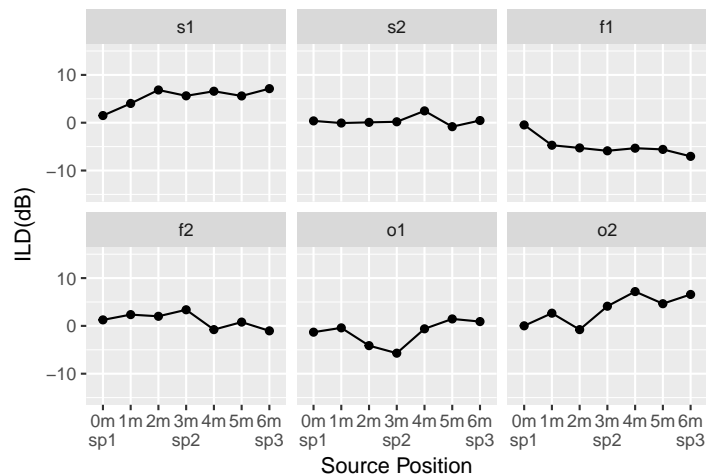 s1 s2 f1
10
0
−10
f2 o1 o2
10
0
−10
ILD(dB)
0m 1m 2m 3m 4m 5m 6m 0m 1m 2m 3m 4m 5m 6m 0m 1m 2m 3m 4m 5m 6m
sp1 sp2 sp3 sp1 sp2 sp3 sp1 sp2 sp3
Source Position